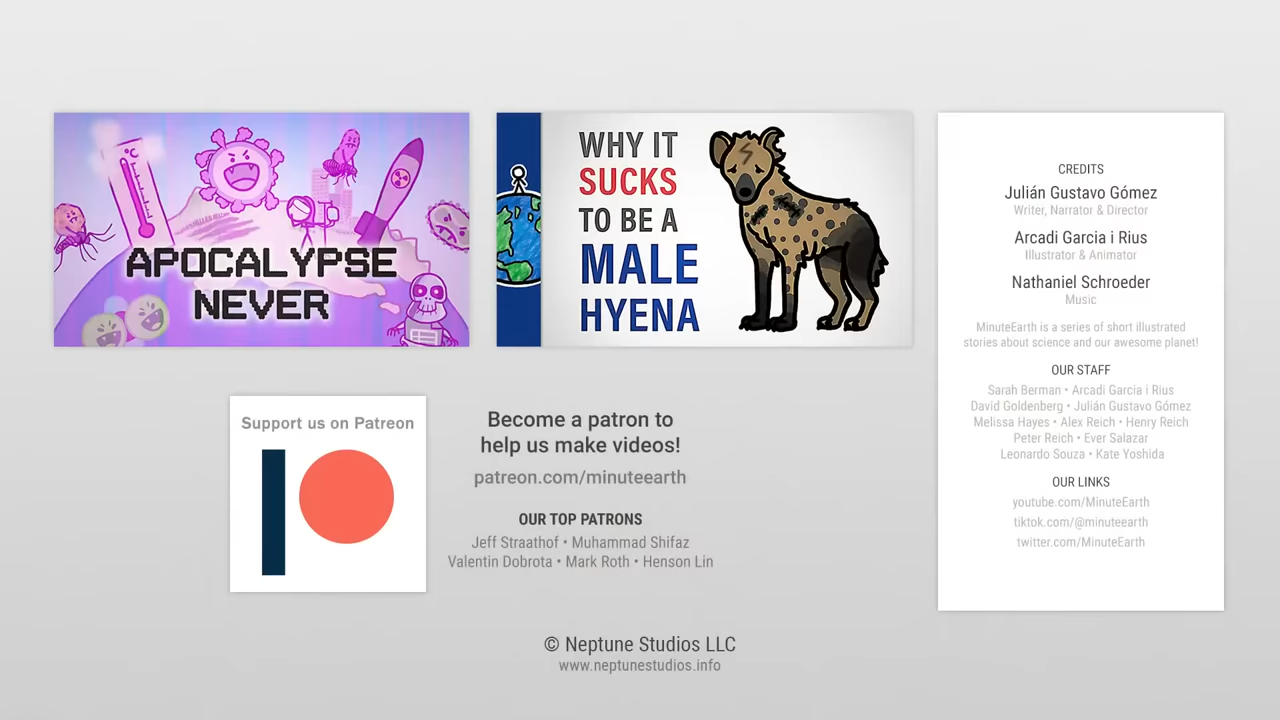 °C
APOCALYPSE
NEVER
WHY IT
SUCKS
TO BE A
MALE
HYENA
Support us on Patreon
Become a patron to
help us make videos!
patreon.com/minuteearth
OUR TOP PATRONS
Jeff Straathof • Muhammad Shifaz
Valentin Dobrota • Mark Roth • Henson Lin
CREDITS
Julián Gustavo Gómez
Writer, Narrator & Director
Arcadi Garcia i Rius
Illustrator & Animator
Nathaniel Schroeder
Music
MinuteEarth is a series of short illustrated
stories about science and our awesome planet!
OUR STAFF
Sarah Berman • Arcadi Garcia i Rius
David Goldenberg • Julián Gustavo Gómez
Melissa Hayes • Alex Reich • Henry Reich
Peter Reich • Ever Salazar
Leonardo Souza • Kate Yoshida
OUR LINKS
youtube.com/MinuteEarth
tiktok.com/@minuteearth
twitter.com/MinuteEarth
© Neptune Studios LLC
www.neptunestudios.info